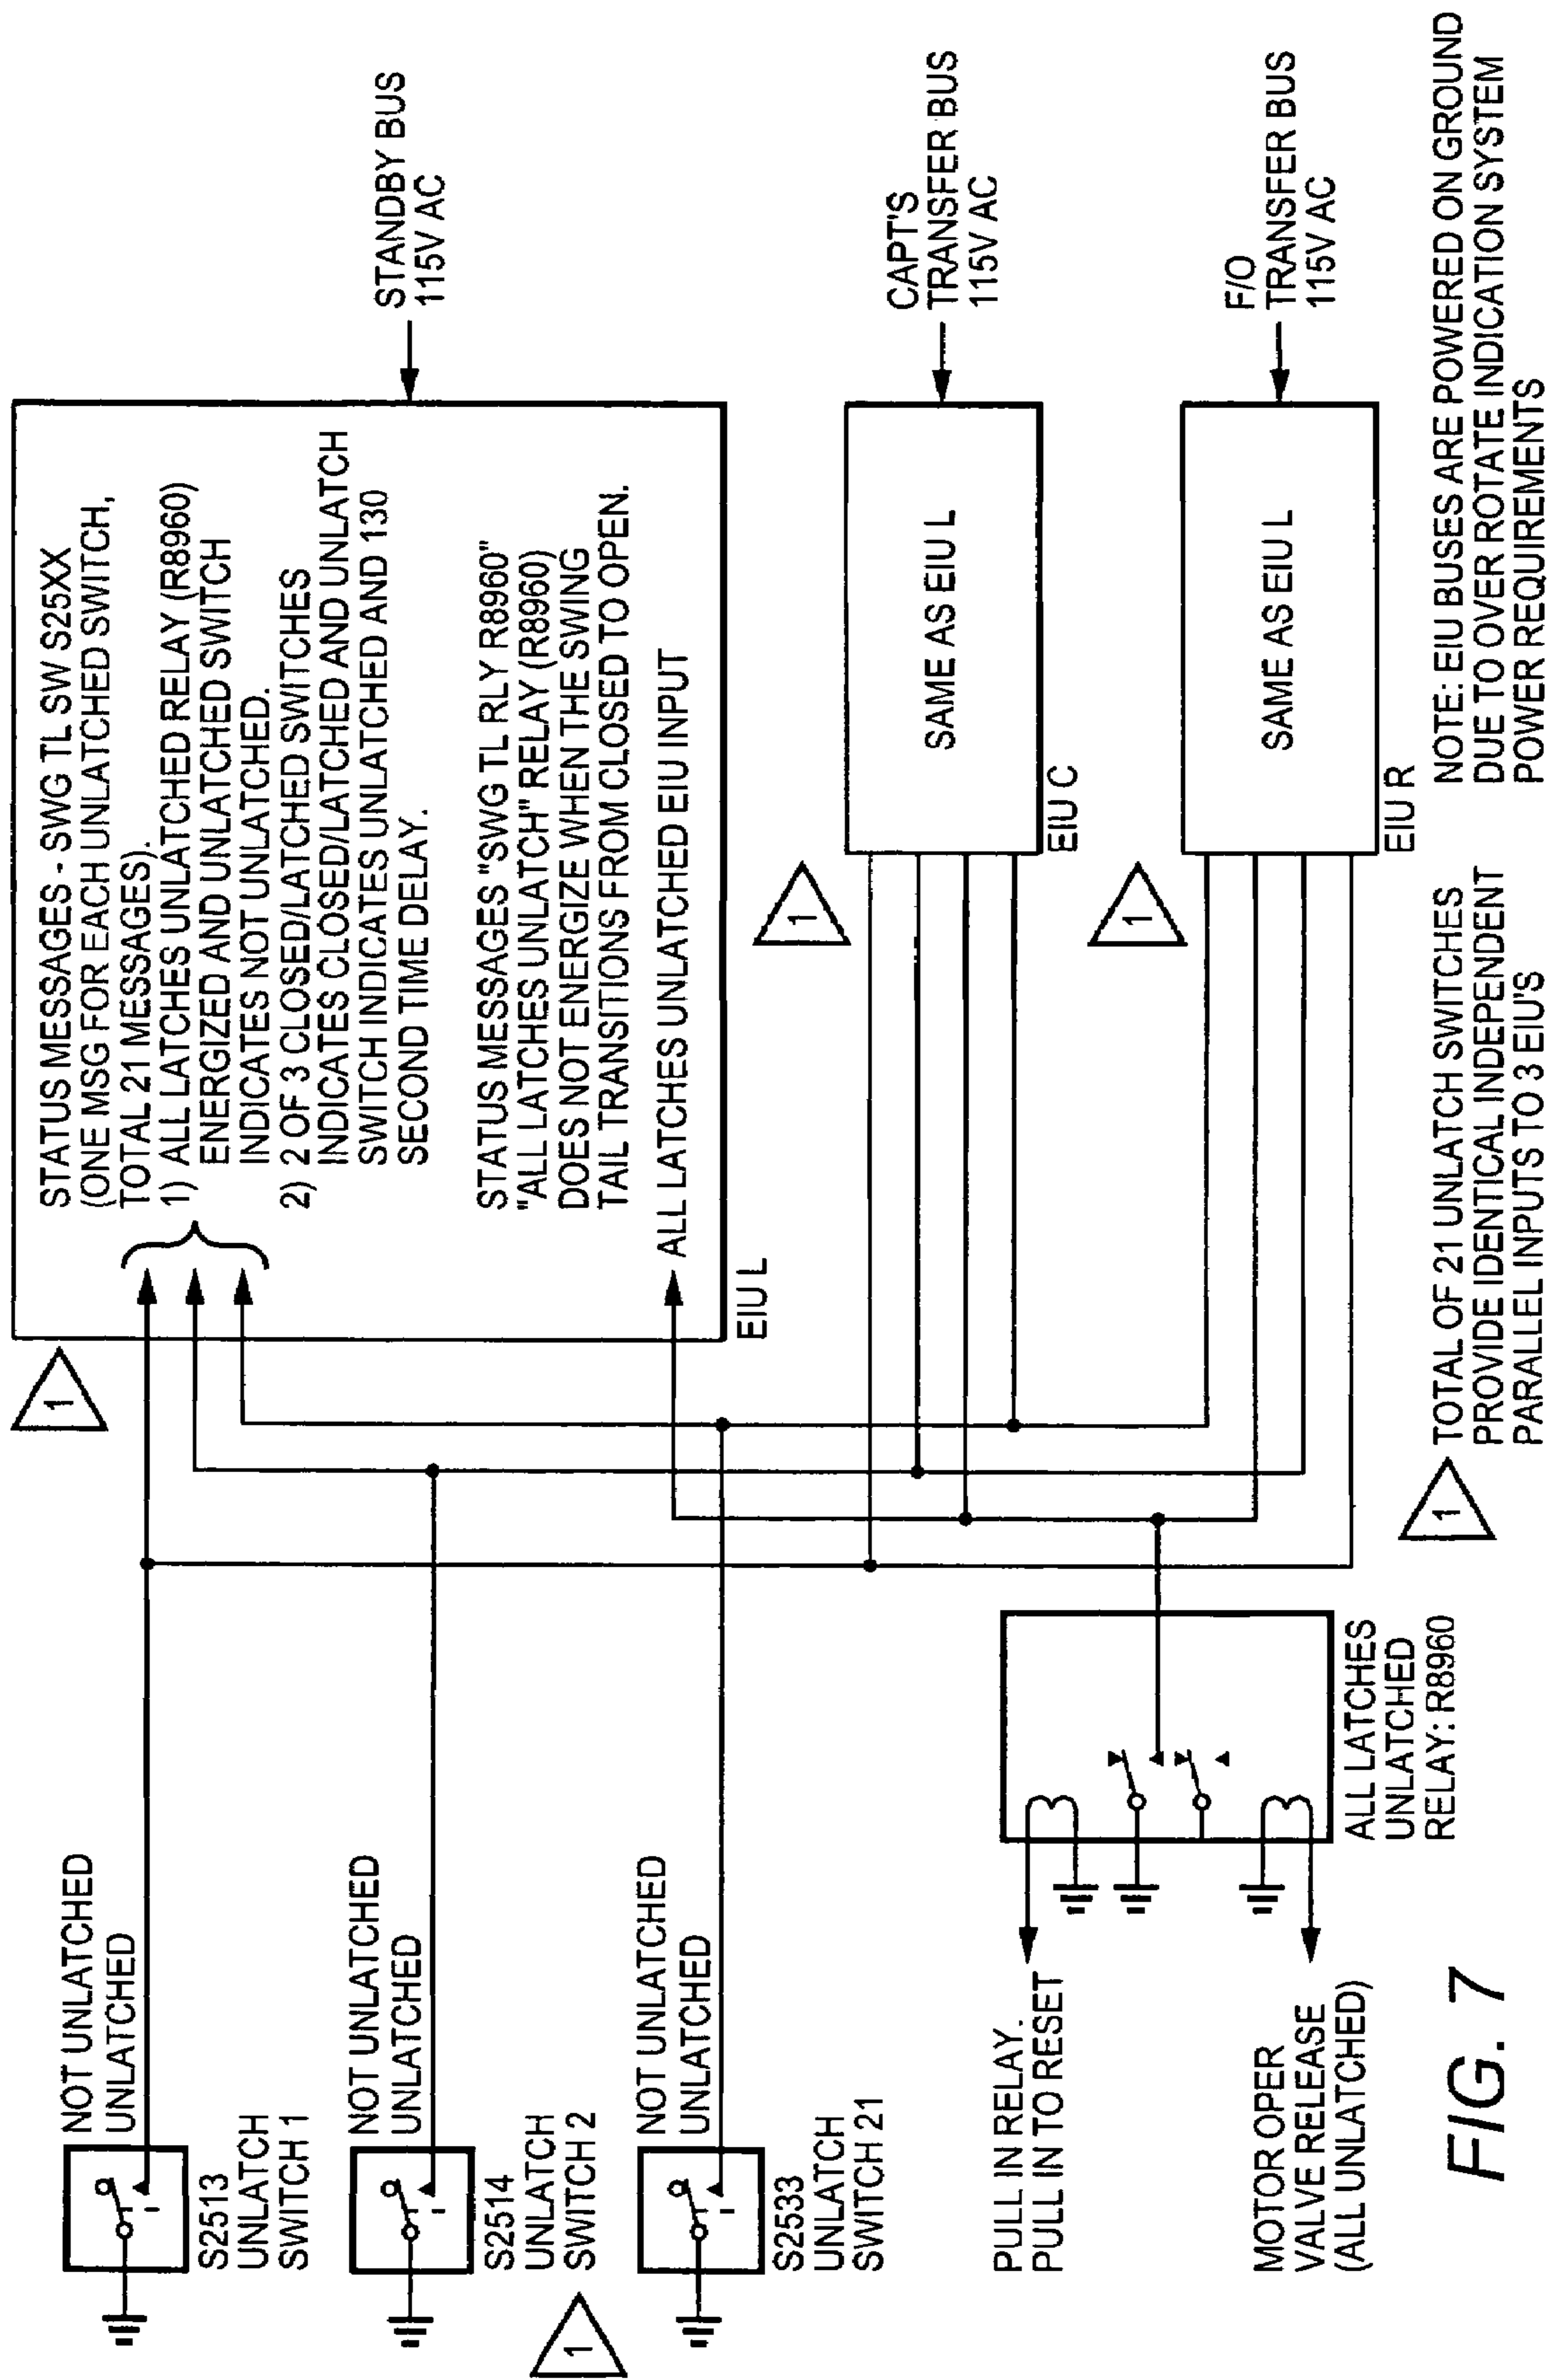 NOT UNLATCHED
UNLATCHED
S2513
UNLATCH
SWITCH 1
NOT UNLATCHED
UNLATCHED
S2514
UNLATCH
SWITCH 2
1
NOT UNLATCHED
UNLATCHED
S2533
UNLATCH
SWITCH 21
PULL IN RELAY.
PULL IN TO RESET
MOTOR OPER
VALVE RELEASE
(ALL UNLATCHED)
ALL LATCHES
UNLATCHED
RELAY: R8960
1
STATUS MESSAGES - SWG TL SW S25XX
(ONE MSG FOR EACH UNLATCHED SWITCH,
TOTAL 21 MESSAGES).
1) ALL LATCHES UNLATCHED RELAY (R8960)
ENERGIZED AND UNLATCHED SWITCH
INDICATES NOT UNLATCHED.
2) 2 OF 3 CLOSED/LATCHED SWITCHES
INDICATES CLOSED/LATCHED AND UNLATCH
SWITCH INDICATES UNLATCHED AND 130
SECOND TIME DELAY.
STATUS MESSAGES "SWG TL RLY R8960"
"ALL LATCHES UNLATCH" RELAY (R8960)
DOES NOT ENERGIZE WHEN THE SWING
TAIL TRANSITIONS FROM CLOSED TO OPEN.
ALL LATCHES UNLATCHED EIU INPUT
EIU L
STANDBY BUS
115V AC
1
SAME AS EIU L
EIU C
CAPT'S
TRANSFER BUS
115V AC
1
SAME AS EIU L
EIU R
F/O
TRANSFER BUS
115V AC
1
TOTAL OF 21 UNLATCH SWITCHES
PROVIDE IDENTICAL INDEPENDENT
PARALLEL INPUTS TO 3 EIU'S
NOTE: EIU BUSES ARE POWERED ON GROUND
DUE TO OVER ROTATE INDICATION SYSTEM
POWER REQUIREMENTS
FIG. 7